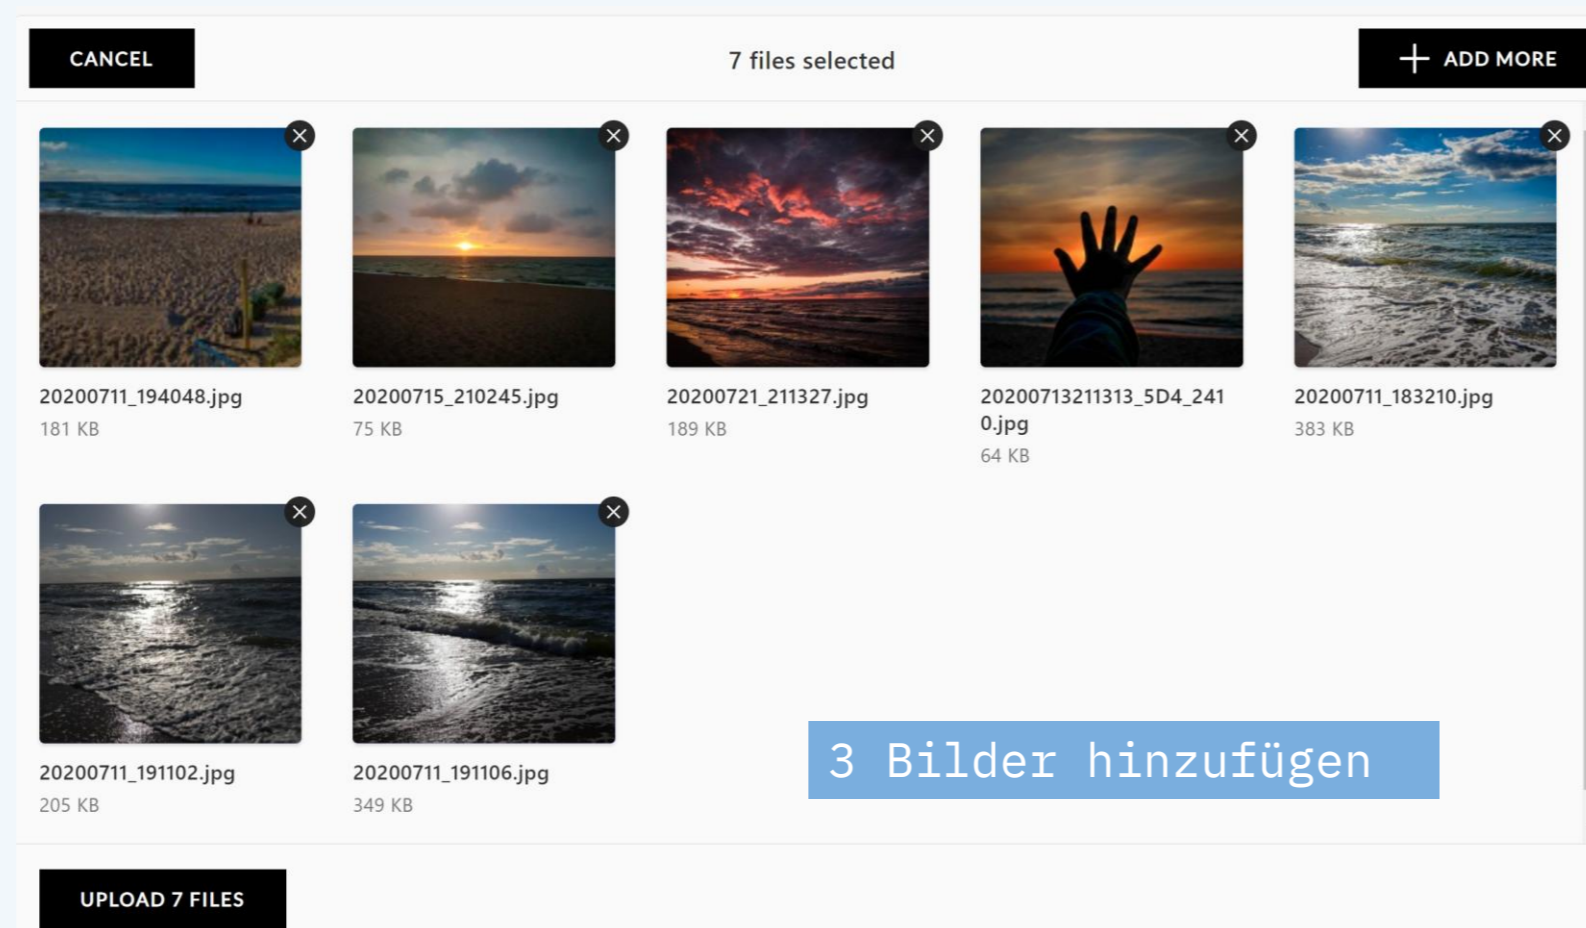 CANCEL
7 files selected
ADD MORE
20200711_194048.jpg
181 KB
20200715_210245.jpg
75 KB
20200721_211327.jpg
189 KB
20200713211313_5D4_241
0.jpg
64 KB
20200711_183210.jpg
383 KB
20200711_191102.jpg
205 KB
20200711_191106.jpg
349 KB
3 Bilder hinzufügen
UPLOAD 7 FILES